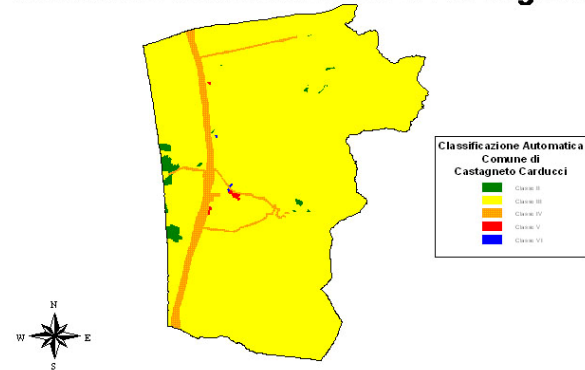 Classificazione Automatica
Comune di
Castagneto Carducci
Classe II
Classe III
Classe IV
Classe V
Classe VI
N
W E
S